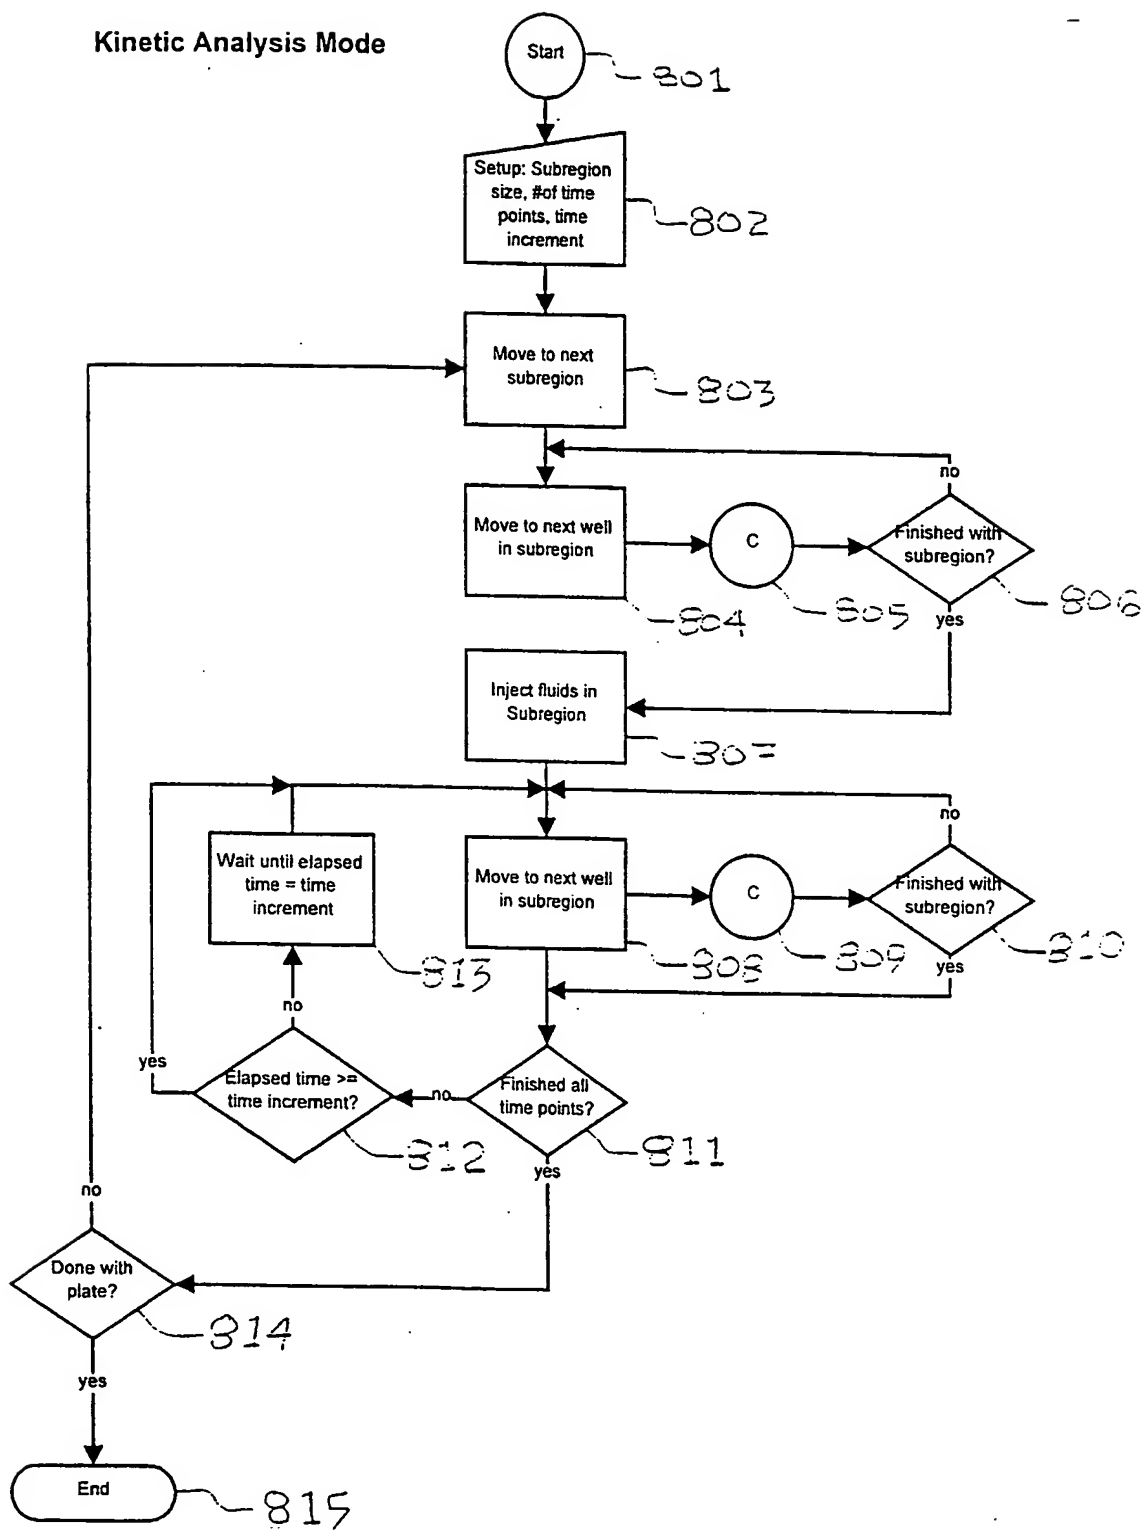 Kinetic Analysis Mode
Start
801
Setup: Subregion
size, #of time
points, time
increment
802
Move to next
subregion
803
no
Move to next well
in subregion
804
C
805
Finished with
subregion?
806
yes
Inject fluids in
Subregion
807
no
Wait until elapsed
time = time
increment
813
Move to next well
in subregion
808
C
809
Finished with
subregion?
810
yes
no
yes
Elapsed time >=
time increment?
812
no
Finished all
time points?
811
yes
no
Done with
plate?
814
yes
End
815